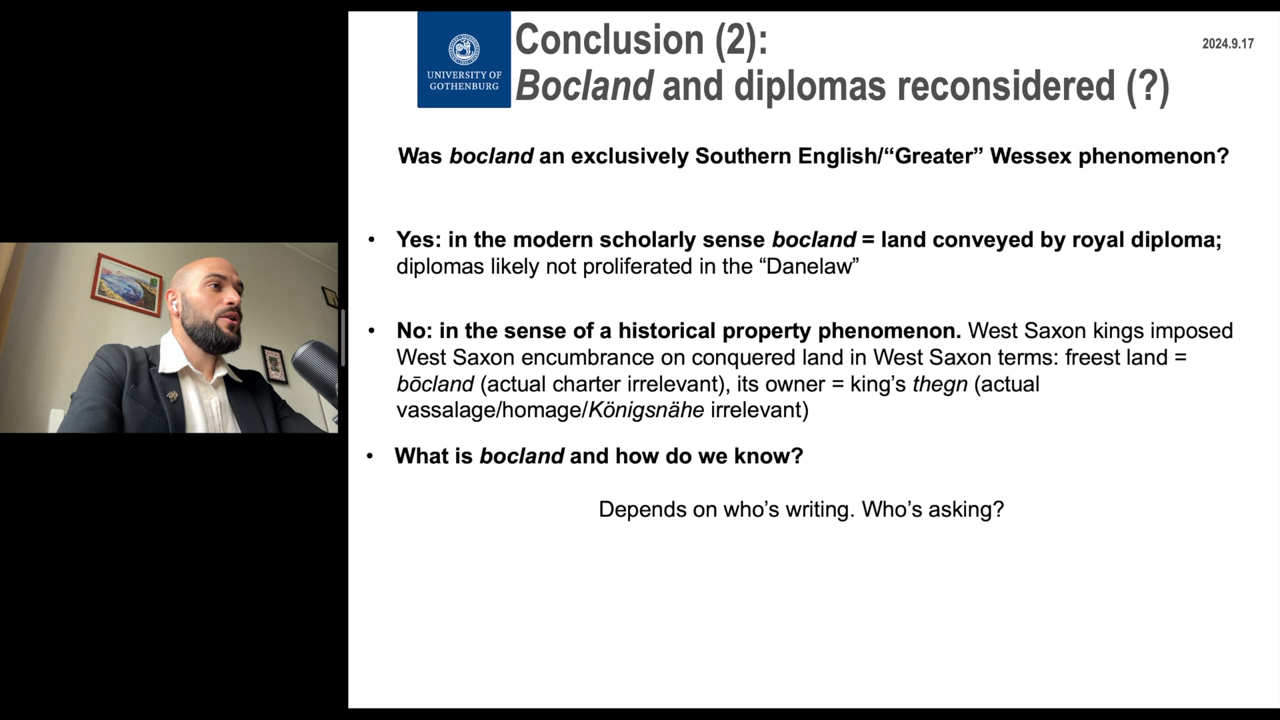 UNIVERSITY OF
GOTHENBURG
Conclusion (2):
Bocland and diplomas reconsidered (?)
2024.9.17
Was bocland an exclusively Southern English/“Greater” Wessex phenomenon?
• Yes: in the modern scholarly sense bocland = land conveyed by royal diploma;
diplomas likely not proliferated in the “Danelaw”
• No: in the sense of a historical property phenomenon. West Saxon kings imposed
West Saxon encumbrance on conquered land in West Saxon terms: freest land =
bōcland (actual charter irrelevant), its owner = king’s thegn (actual
vassalage/homage/Königsnähe irrelevant)
• What is bocland and how do we know?
Depends on who’s writing. Who’s asking?